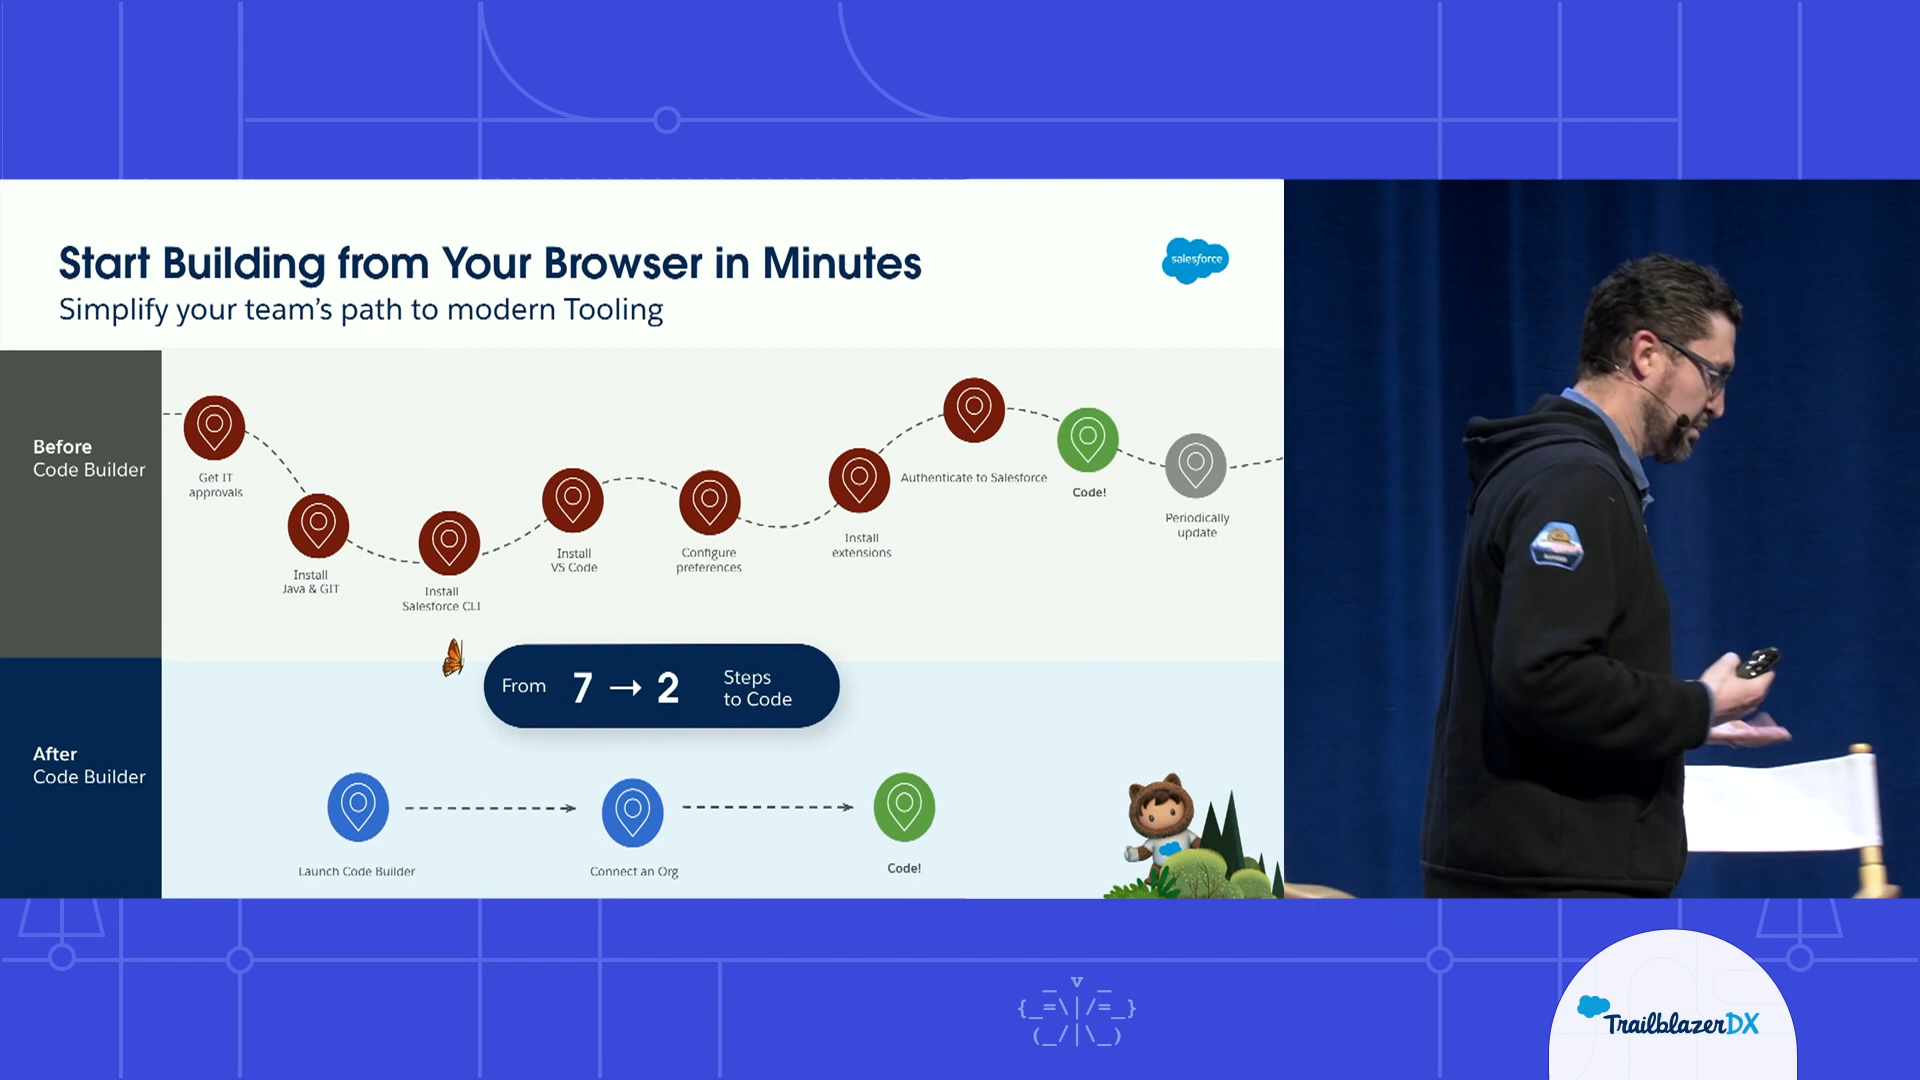 Start Building from Your Browser in Minutes
Simplify your team's path to modern Tooling
salesforce
Before
Code Builder
Get IT
approvals
Install
Java & GIT
Install
Salesforce CLI
Install
VS Code
Configure
preferences
Install
extensions
Authenticate to Salesforce
Code!
Periodically
update
From 7 → 2 Steps
to Code
After
Code Builder
Launch Code Builder
Connect an Org
Code!
TrailblazerDX